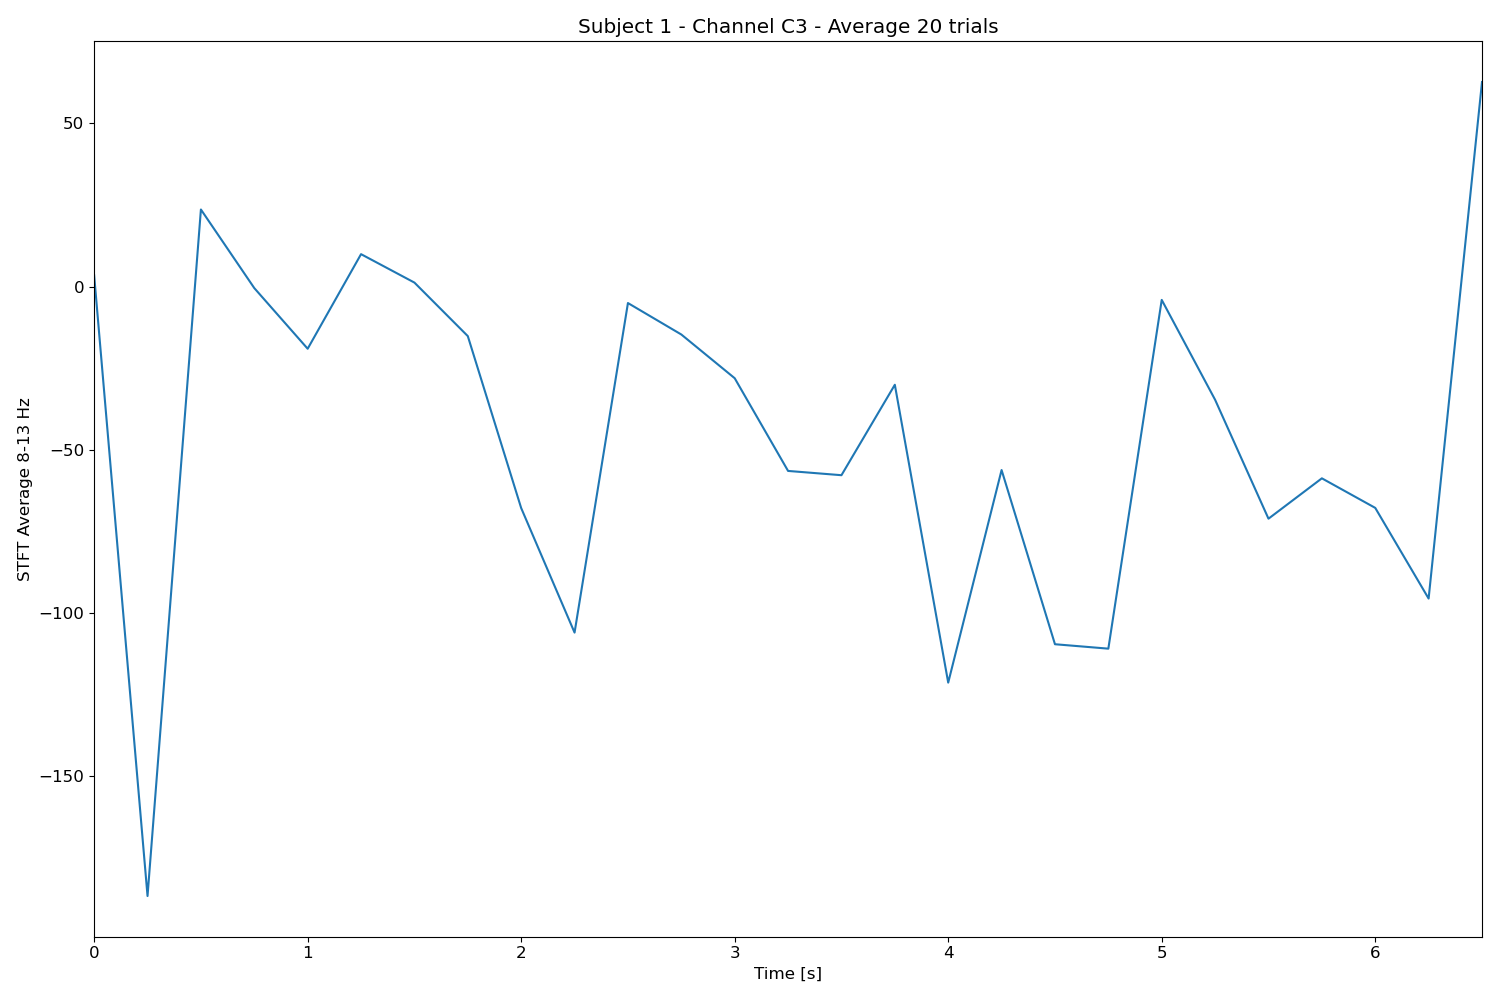 Subject 1 - Channel C3 - Average 20 trials
STFT Average 8-13 Hz
50
0
−50
−100
−150
0 1 2 3 4 5 6
Time [s]